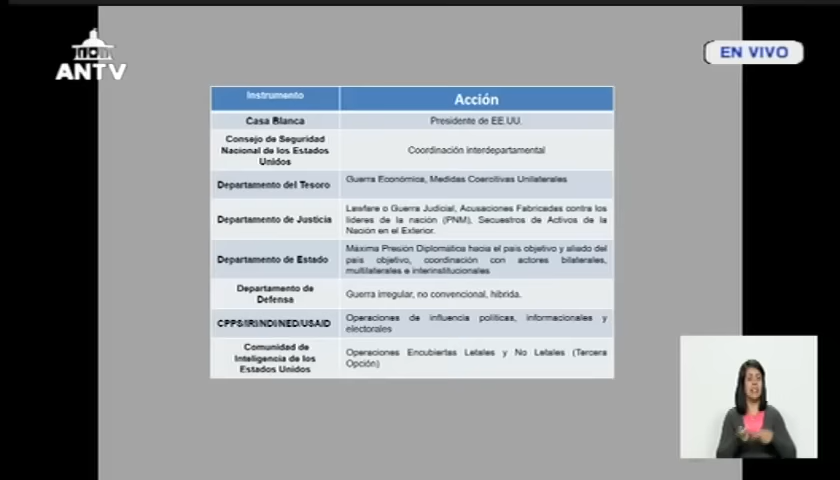 ANTV
EN VIVO
Instrumento
Acción
Casa Blanca
Presidente de EE.UU.
Consejo de Seguridad
Nacional de los Estados
Unidos
Coordinación interdepartamental
Departamento del Tesoro
Guerra Económica, Medidas Coercitivas Unilaterales
Departamento de Justicia
Lawfare o Guerra Judicial, Acusaciones Fabricadas contra los
líderes de la nación (PNM), Secuestros de Activos de la
Nación en el Exterior.
Departamento de Estado
Máxima Presión Diplomática hacia el país objetivo y aliado del
país objetivo, coordinación con actores bilaterales,
multilaterales e interinstitucionales
Departamento de
Defensa
Guerra irregular, no convencional, híbrida.
CPPS/IRI/NDI/NED/USAID
Operaciones de influencia políticas, informacionales y
electorales
Comunidad de
Inteligencia de los
Estados Unidos
Operaciones Encubiertas Letales y No Letales (Tercera
Opción)